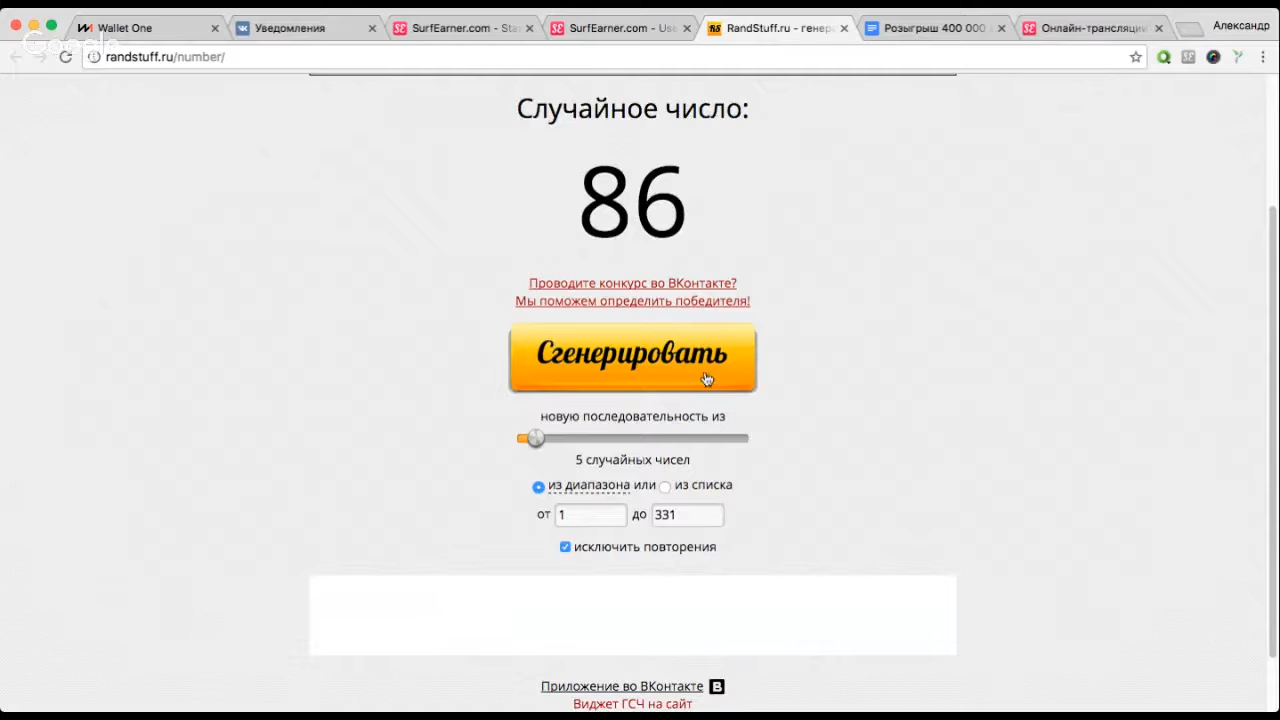 Wallet One
Уведомления
SurfEarner.com - Sta
SurfEarner.com - Use
RandStuff.ru - генер
Розыгрыш 400 000
Онлайн-трансляци
Александр
Google
randstuff.ru/number/
Случайное число:
86
Проводите конкурс во ВКонтакте?
Мы поможем определить победителя!
Сгенерировать
новую последовательность из
5 случайных чисел
из диапазона или из списка
от 1 до 331
исключить повторения
Приложение во ВКонтакте B
Виджет ГСЧ на сайт